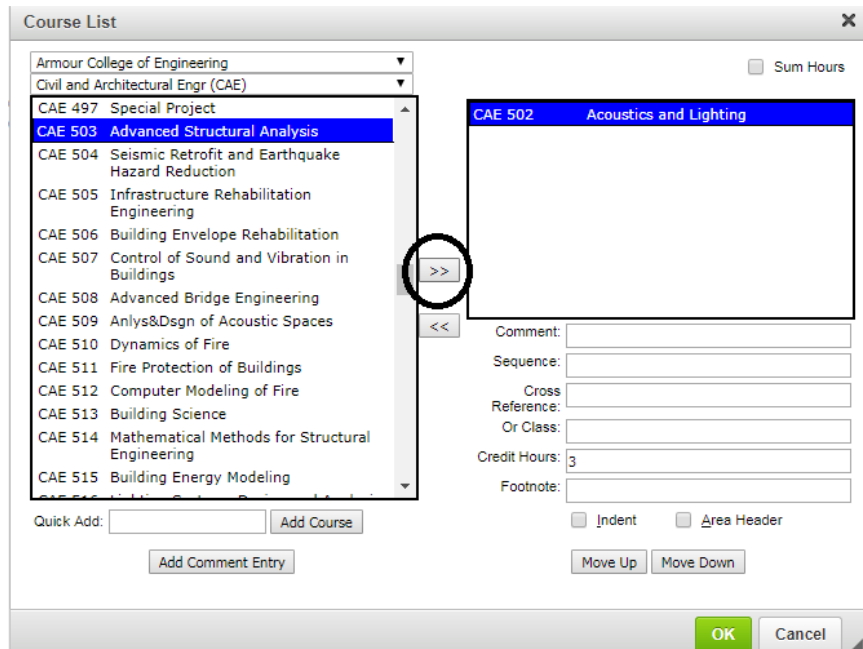 Course List
Armour College of Engineering
Civil and Architectural Engr (CAE)
CAE 497 Special Project
CAE 503 Advanced Structural Analysis
CAE 504 Seismic Retrofit and Earthquake
Hazard Reduction
CAE 505 Infrastructure Rehabilitation
Engineering
CAE 506 Building Envelope Rehabilitation
CAE 507 Control of Sound and Vibration in
Buildings
CAE 508 Advanced Bridge Engineering
CAE 509 Anlys&Dsgn of Acoustic Spaces
CAE 510 Dynamics of Fire
CAE 511 Fire Protection of Buildings
CAE 512 Computer Modeling of Fire
CAE 513 Building Science
CAE 514 Mathematical Methods for Structural
Engineering
CAE 515 Building Energy Modeling
Quick Add:
Add Course
Add Comment Entry
>>
<<
Sum Hours
CAE 502 Acoustics and Lighting
Comment:
Sequence:
Cross
Reference:
Or Class:
Credit Hours: 3
Footnote:
Indent
Area Header
Move Up
Move Down
OK
Cancel